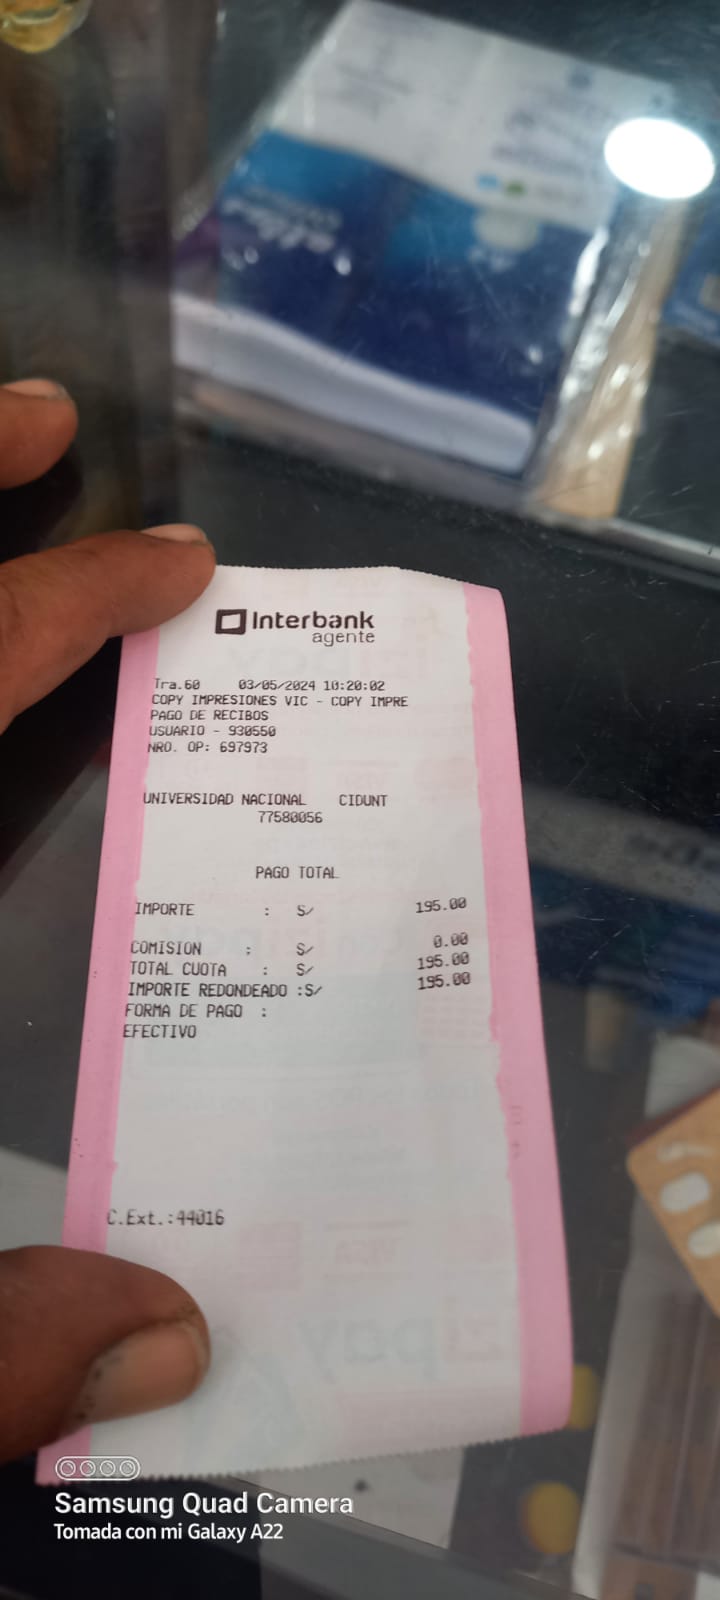 Interbank
agente
Tra.60 03/05/2024 10:20:02
COPY IMPRESIONES VIC - COPY IMPRE
PAGO DE RECIBOS
USUARIO - 930550
NRO. OP: 697973
UNIVERSIDAD NACIONAL CIDUNT
77580056
PAGO TOTAL
IMPORTE : S/ 195.00
COMISION : S/ 0.00
TOTAL CUOTA : S/ 195.00
IMPORTE REDONDEADO :S/ 195.00
FORMA DE PAGO :
EFECTIVO
C.Ext.:44016
Samsung Quad Camera
Tomada con mi Galaxy A22